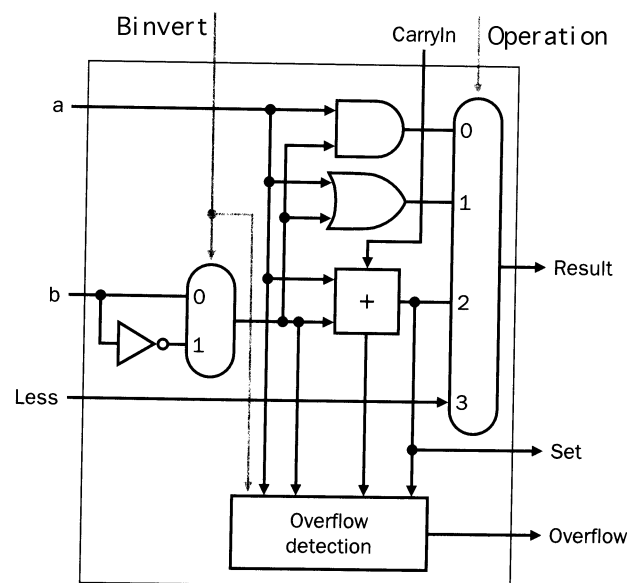 Binvert
CarryIn
Operation
a
0
1
b
0
1
+
2
Result
Less
3
Set
Overflow
detection
Overflow